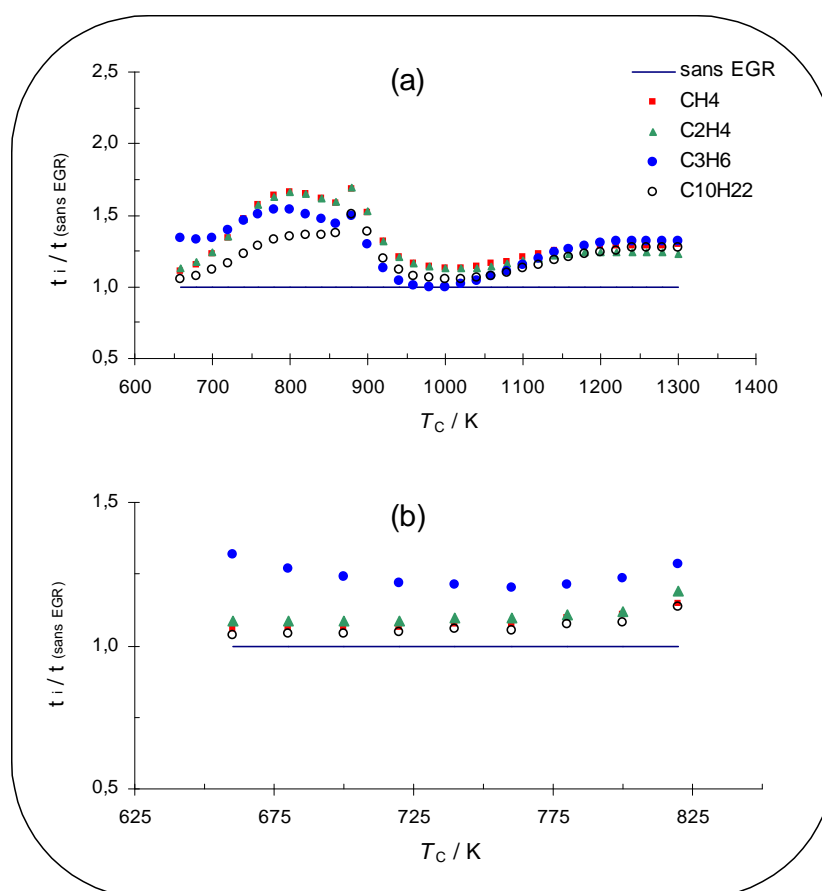 (a)
sans EGR
CH4
C2H4
C3H6
C10H22
2,5
2,0
1,5
1,0
0,5
t i / t (sans EGR)
600 700 800 900 1000 1100 1200 1300 1400
T C / K
(b)
1,5
1,0
0,5
t i / t (sans EGR)
625 675 725 775 825
T C / K